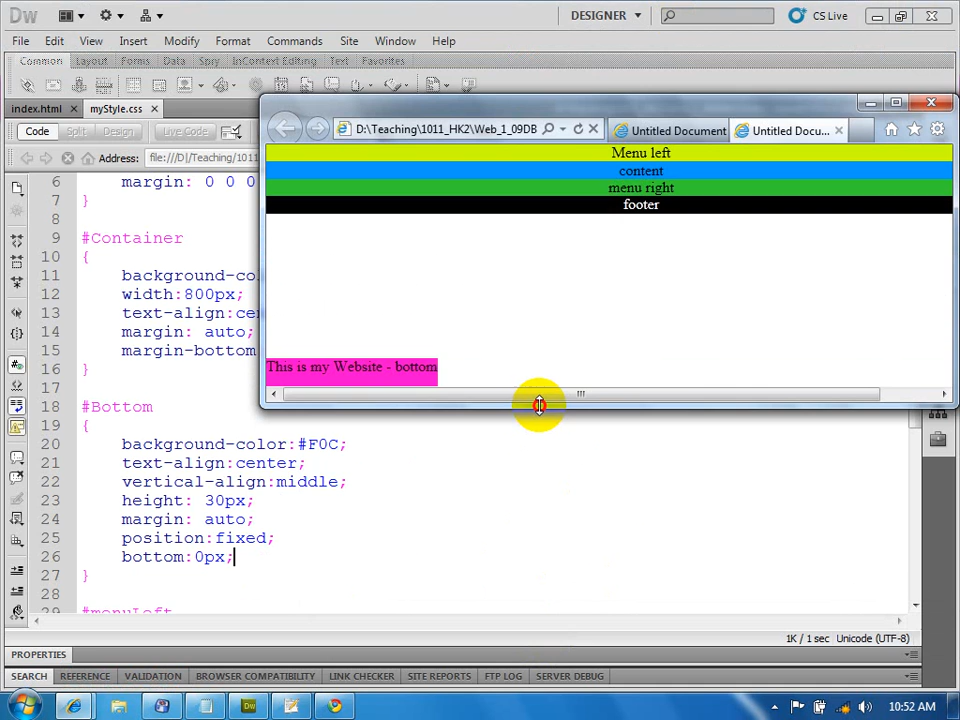 Dw
DESIGNER
CS Live
File Edit View Insert Modify Format Commands Site Window Help
Common Layout Forms Data Spry InContext Editing Text Favorites
index.html myStyle.css
Code Split Design Live Code
D:\Teaching\1011_HK2\Web_1_09DB
Untitled Document
Untitled Docu...
Address: file:///D|/Teaching/1011
Menu left
content
menu right
footer
This is my Website - bottom
6 margin: 0 0 0
7 }
8
9 #Container
10 {
11 background-co
12 width:800px;
13 text-align:cen
14 margin: auto;
15 margin-bottom
16 }
17
18 #Bottom
19 {
20 background-color:#F0C;
21 text-align:center;
22 vertical-align:middle;
23 height: 30px;
24 margin: auto;
25 position:fixed;
26 bottom:0px;
27 }
28
29 #menuLeft
1K / 1 sec Unicode (UTF-8)
PROPERTIES
SEARCH REFERENCE VALIDATION BROWSER COMPATIBILITY LINK CHECKER SITE REPORTS FTP LOG SERVER DEBUG
Dw
10:52 AM